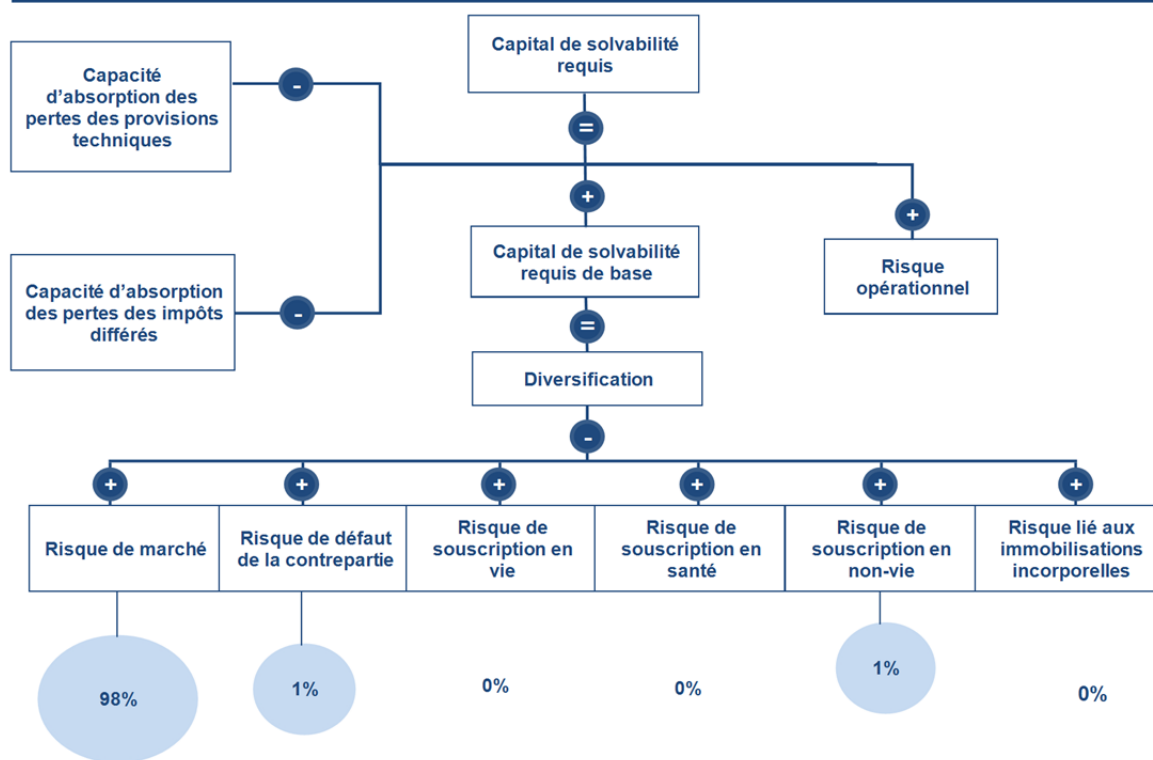 Capital de solvabilité
requis
Capacité
d'absorption des
pertes des provisions
techniques
-
=
+
+
Capital de solvabilité
requis de base
Risque
opérationnel
Capacité d'absorption
des pertes des impôts
différés
-
=
Diversification
-
+
+
+
+
+
+
Risque de marché
Risque de défaut
de la contrepartie
Risque de
souscription en
vie
Risque de
souscription en
santé
Risque de
souscription en
non-vie
Risque lié aux
immobilisations
incorporelles
98%
1%
0%
0%
1%
0%